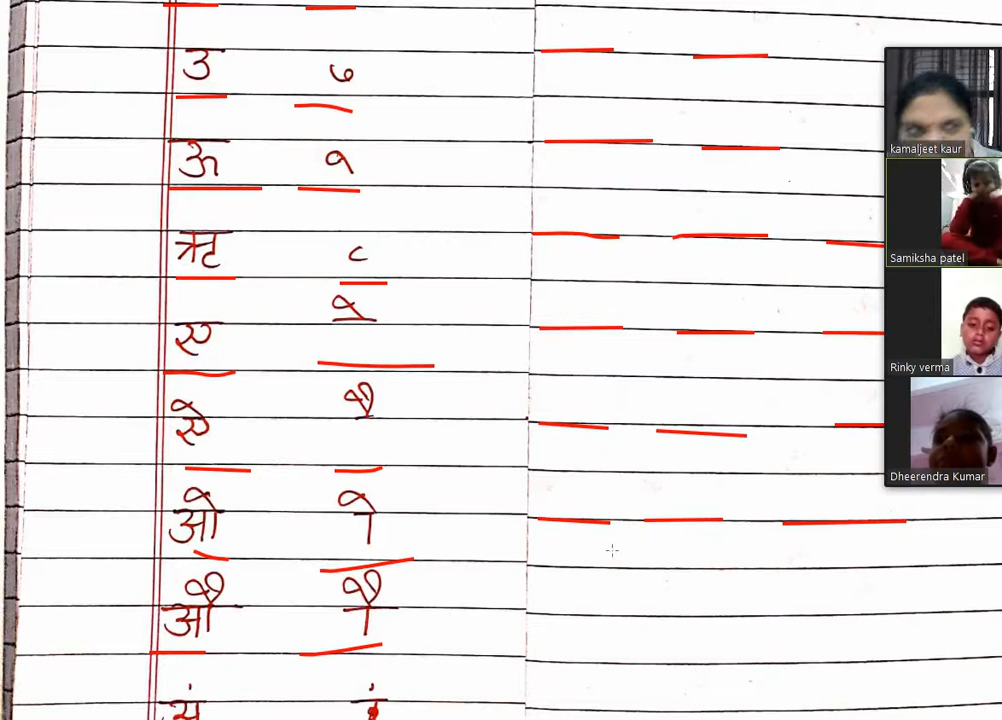 उ ु
ऊ ू
ऋ ृ
ए े
ऐ ै
ओ ो
औ ौ
अं ं
kamaljeet kaur
Samiksha patel
Rinky verma
Dheerendra Kumar